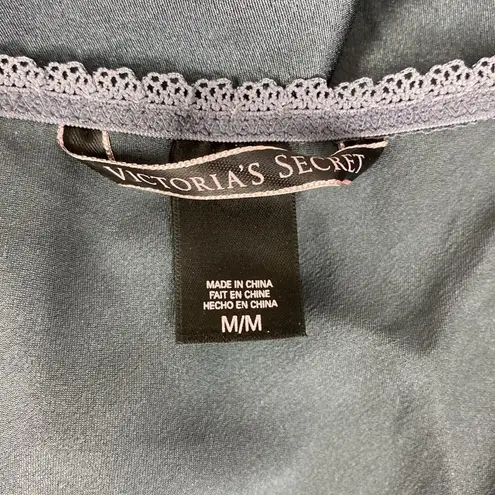 VICTORIA'S SECRET
MADE IN CHINA
FAIT EN CHINE
HECHO EN CHINA
M/M